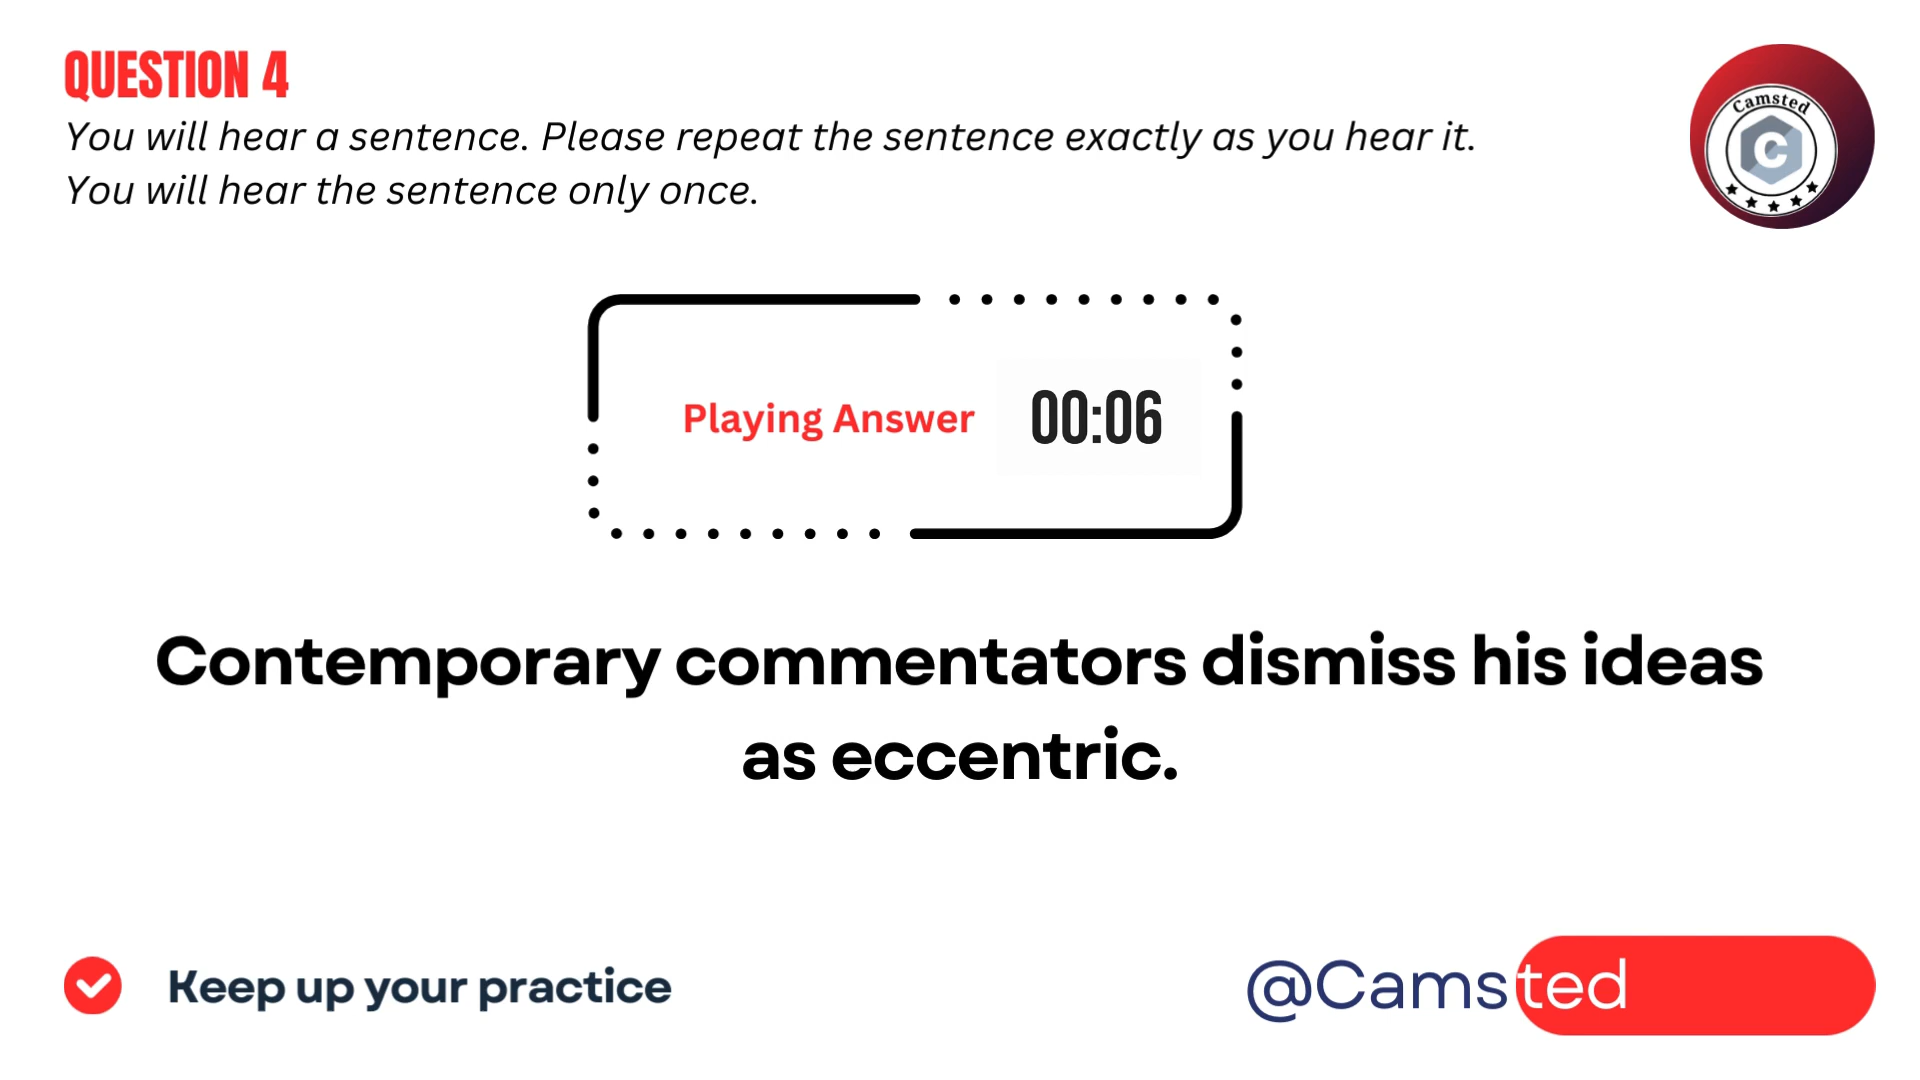 QUESTION 4
You will hear a sentence. Please repeat the sentence exactly as you hear it.
You will hear the sentence only once.
Camsted
C
Playing Answer 00:06
Contemporary commentators dismiss his ideas
as eccentric.
Keep up your practice
@Camsted